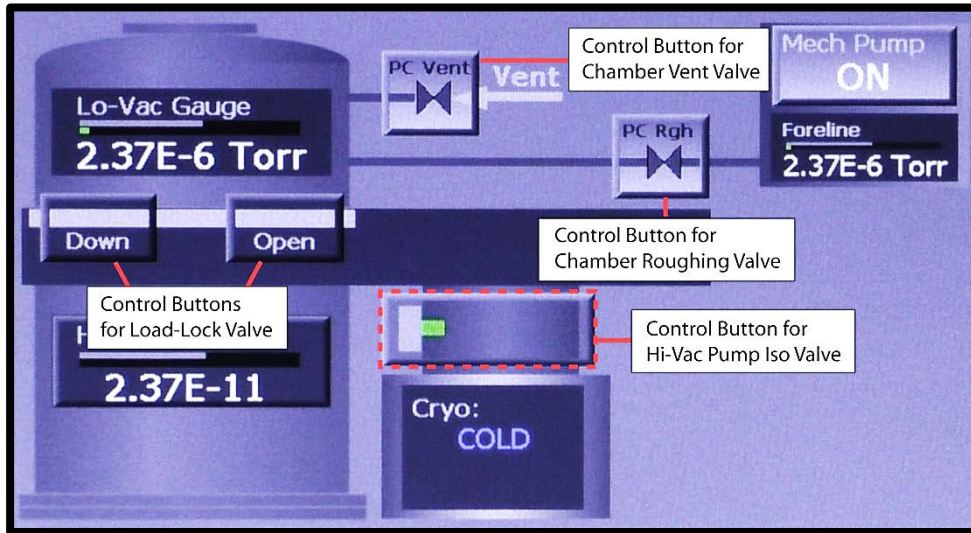 PC Vent
Vent
Control Button for
Chamber Vent Valve
Mech Pump
ON
Lo-Vac Gauge
2.37E-6 Torr
PC Rgh
Foreline
2.37E-6 Torr
Down
Open
Control Button for
Chamber Roughing Valve
Control Buttons
for Load-Lock Valve
2.37E-11
Control Button for
Hi-Vac Pump Iso Valve
Cryo:
COLD